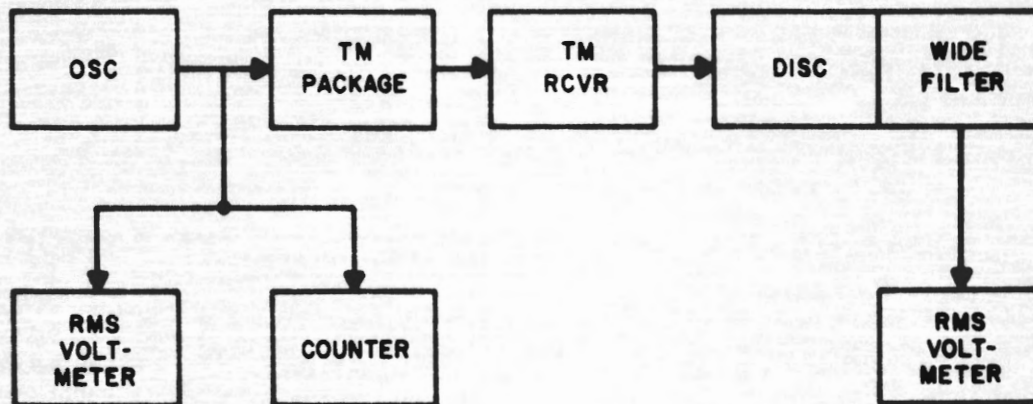 OSC
TM
PACKAGE
TM
RCVR
DISC
WIDE
FILTER
RMS
VOLT-
METER
COUNTER
RMS
VOLT-
METER